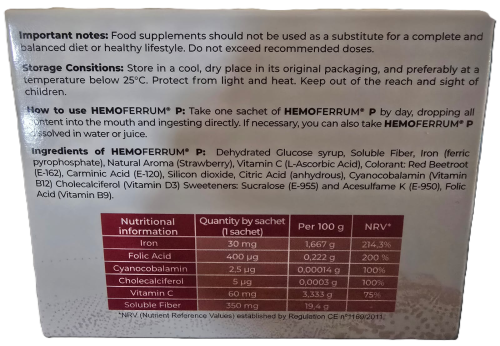 Important notes: Food supplements should not be used as a substitute for a complete and
balanced diet or healthy lifestyle. Do not exceed recommended doses.
Storage Consitions: Store in a cool, dry place in its original packaging, and preferably at a
temperature below 25°C. Protect from light and heat. Keep out of the reach and sight of
children.
How to use HEMOFERRUM® P: Take one sachet of HEMOFERRUM® P by day, dropping all
content into the mouth and ingesting directly. If necessary, you can also take HEMOFERRUM® P
dissolved in water or juice.
Ingredients of HEMOFERRUM® P: Dehydrated Glucose syrup, Soluble Fiber, Iron (ferric
pyrophosphate), Natural Aroma (Strawberry), Vitamin C (L-Ascorbic Acid), Colorant: Red Beetroot
(E-162), Carminic Acid (E-120), Silicon dioxide, Citric Acid (anhydrous), Cyanocobalamin (Vitamin
B12) Cholecalciferol (Vitamin D3) Sweeteners: Sucralose (E-955) and Acesulfame K (E-950), Folic
Acid (Vitamin B9).
Nutritional information Quantity by sachet (1 sachet) Per 100 g NRV*
Iron 30 mg 1,667 g 214,3%
Folic Acid 400 µg 0,222 g 200 %
Cyanocobalamin 2,5 µg 0,00014 g 100%
Cholecalciferol 5 µg 0,0003 g 100%
Vitamin C 60 mg 3,333 g 75%
Soluble Fiber 350 mg 19,4 g -
*NRV (Nutrient Reference Values) established by Regulation CE nº1169/2011.